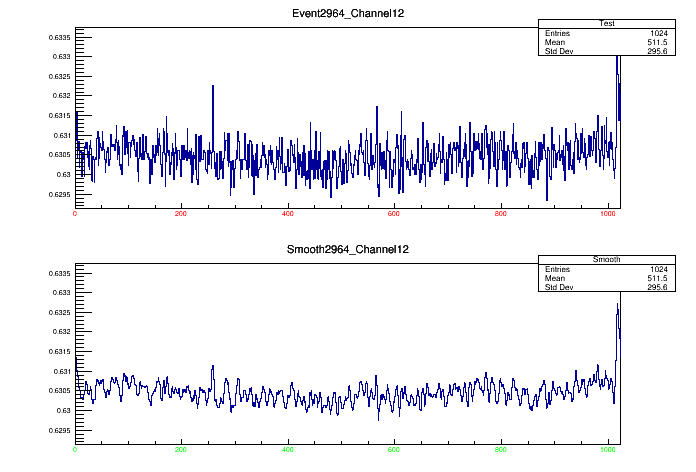 Event2964_Channel12
Test
Entries 1024
Mean 511.5
Std Dev 295.6
0.6335
0.633
0.6325
0.632
0.6315
0.631
0.6305
0.63
0.6295
0 200 400 600 800 1000
Smooth2964_Channel12
Smooth
Entries 1024
Mean 511.5
Std Dev 295.6
0.6335
0.633
0.6325
0.632
0.6315
0.631
0.6305
0.63
0.6295
0 200 400 600 800 1000